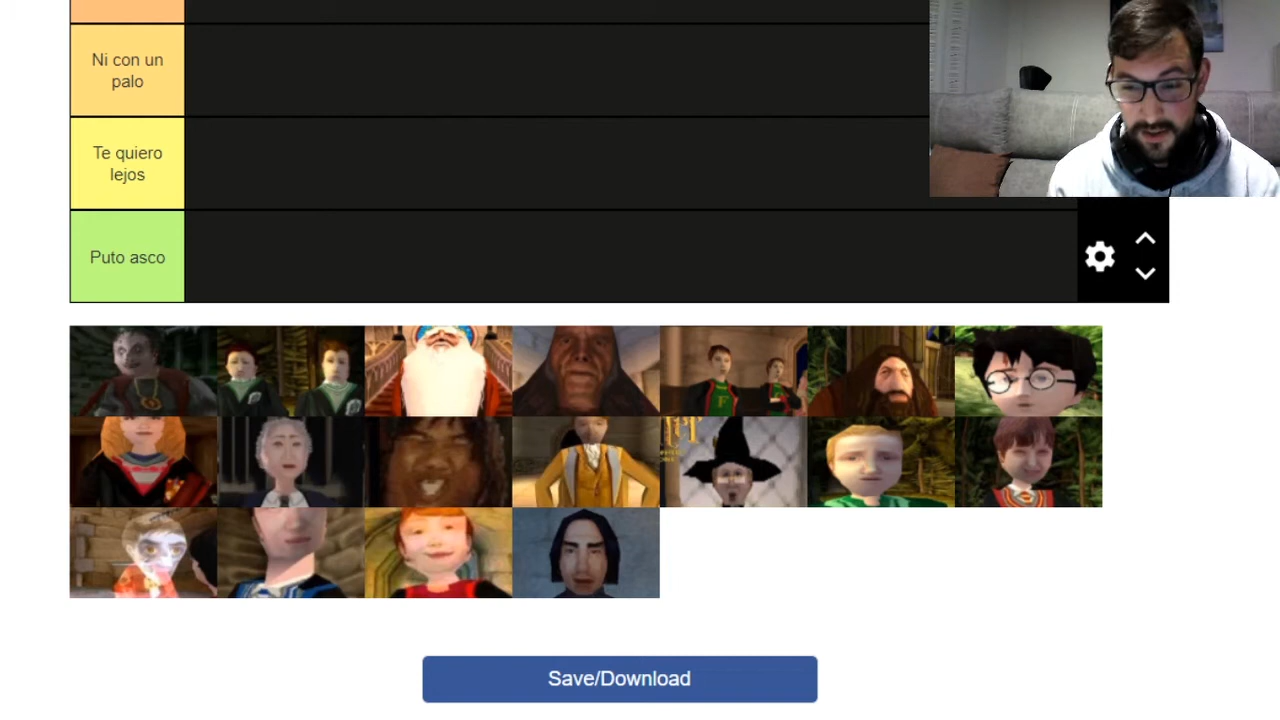 Ni con un
palo
Te quiero
lejos
Puto asco
F
Save/Download